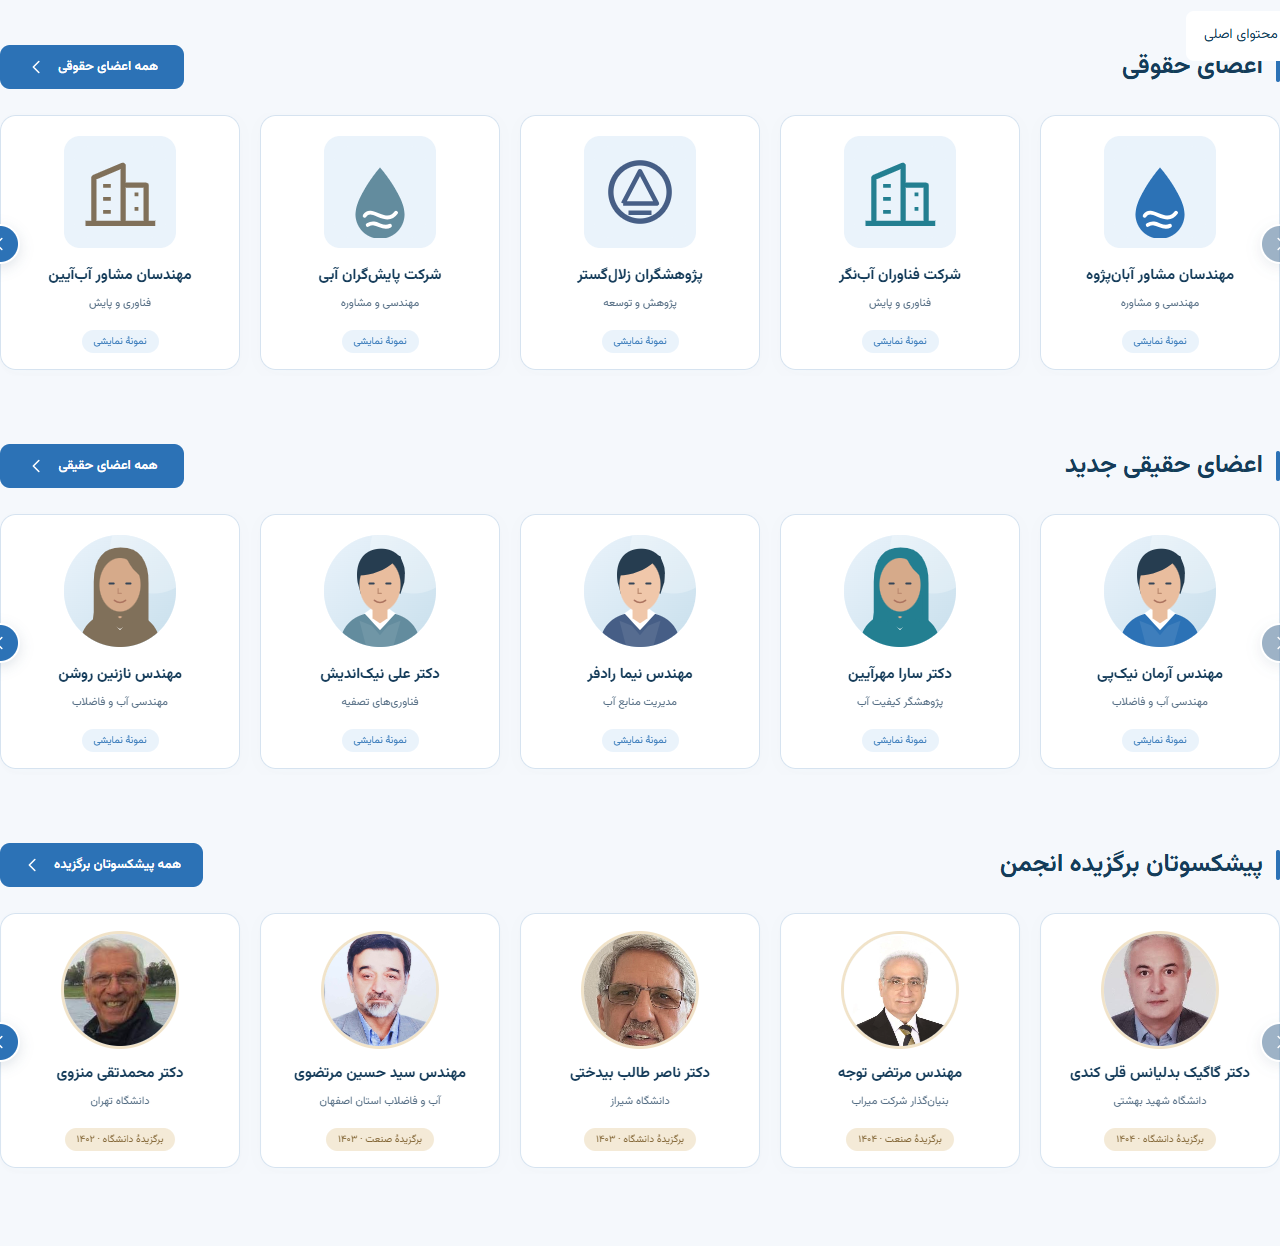 محتوای اصلی
اعضای حقوقی
همه اعضای حقوقی
مهندسان مشاور آبان‌پژوه
مهندسی و مشاوره
نمونهٔ نمایشی
شرکت فناوران آب‌نگر
فناوری و پایش
نمونهٔ نمایشی
پژوهشگران زلال‌گستر
پژوهش و توسعه
نمونهٔ نمایشی
شرکت پایش‌گران آبی
مهندسی و مشاوره
نمونهٔ نمایشی
مهندسان مشاور آب‌آیین
فناوری و پایش
نمونهٔ نمایشی
اعضای حقیقی جدید
همه اعضای حقیقی
مهندس آرمان نیک‌پی
مهندسی آب و فاضلاب
نمونهٔ نمایشی
دکتر سارا مهرآیین
پژوهشگر کیفیت آب
نمونهٔ نمایشی
مهندس نیما رادفر
مدیریت منابع آب
نمونهٔ نمایشی
دکتر علی نیک‌اندیش
فناوری‌های تصفیه
نمونهٔ نمایشی
مهندس نازنین روشن
مهندسی آب و فاضلاب
نمونهٔ نمایشی
پیشکسوتان برگزیده انجمن
همه پیشکسوتان برگزیده
دکتر گاگیک بدلیانس قلی کندی
دانشگاه شهید بهشتی
برگزیدهٔ دانشگاه · ۱۴۰۴
مهندس مرتضی توجه
بنیان‌گذار شرکت میراب
برگزیدهٔ صنعت · ۱۴۰۴
دکتر ناصر طالب بیدختی
دانشگاه شیراز
برگزیدهٔ دانشگاه · ۱۴۰۳
مهندس سید حسین مرتضوی
آب و فاضلاب استان اصفهان
برگزیدهٔ صنعت · ۱۴۰۳
دکتر محمدتقی منزوی
دانشگاه تهران
برگزیدهٔ دانشگاه · ۱۴۰۲